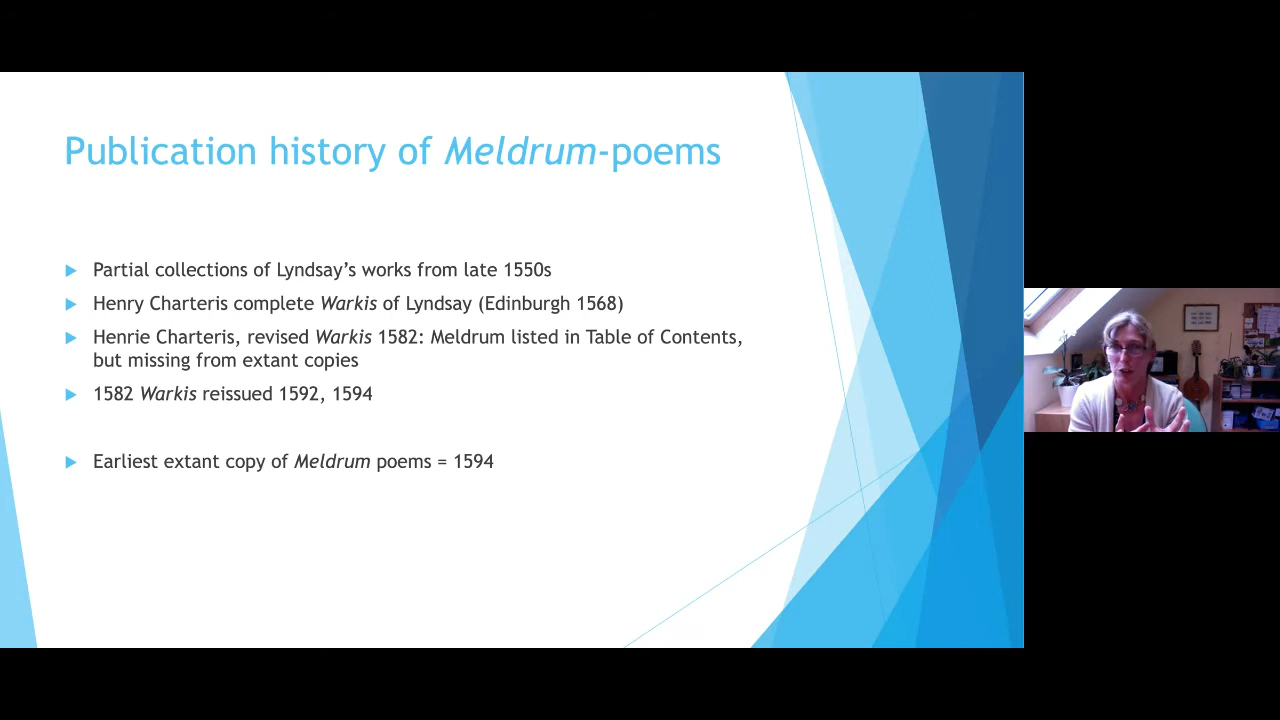 Publication history of Meldrum-poems
Partial collections of Lyndsay's works from late 1550s
Henry Charteris complete Warkis of Lyndsay (Edinburgh 1568)
Henrie Charteris, revised Warkis 1582: Meldrum listed in Table of Contents,
but missing from extant copies
1582 Warkis reissued 1592, 1594
Earliest extant copy of Meldrum poems = 1594